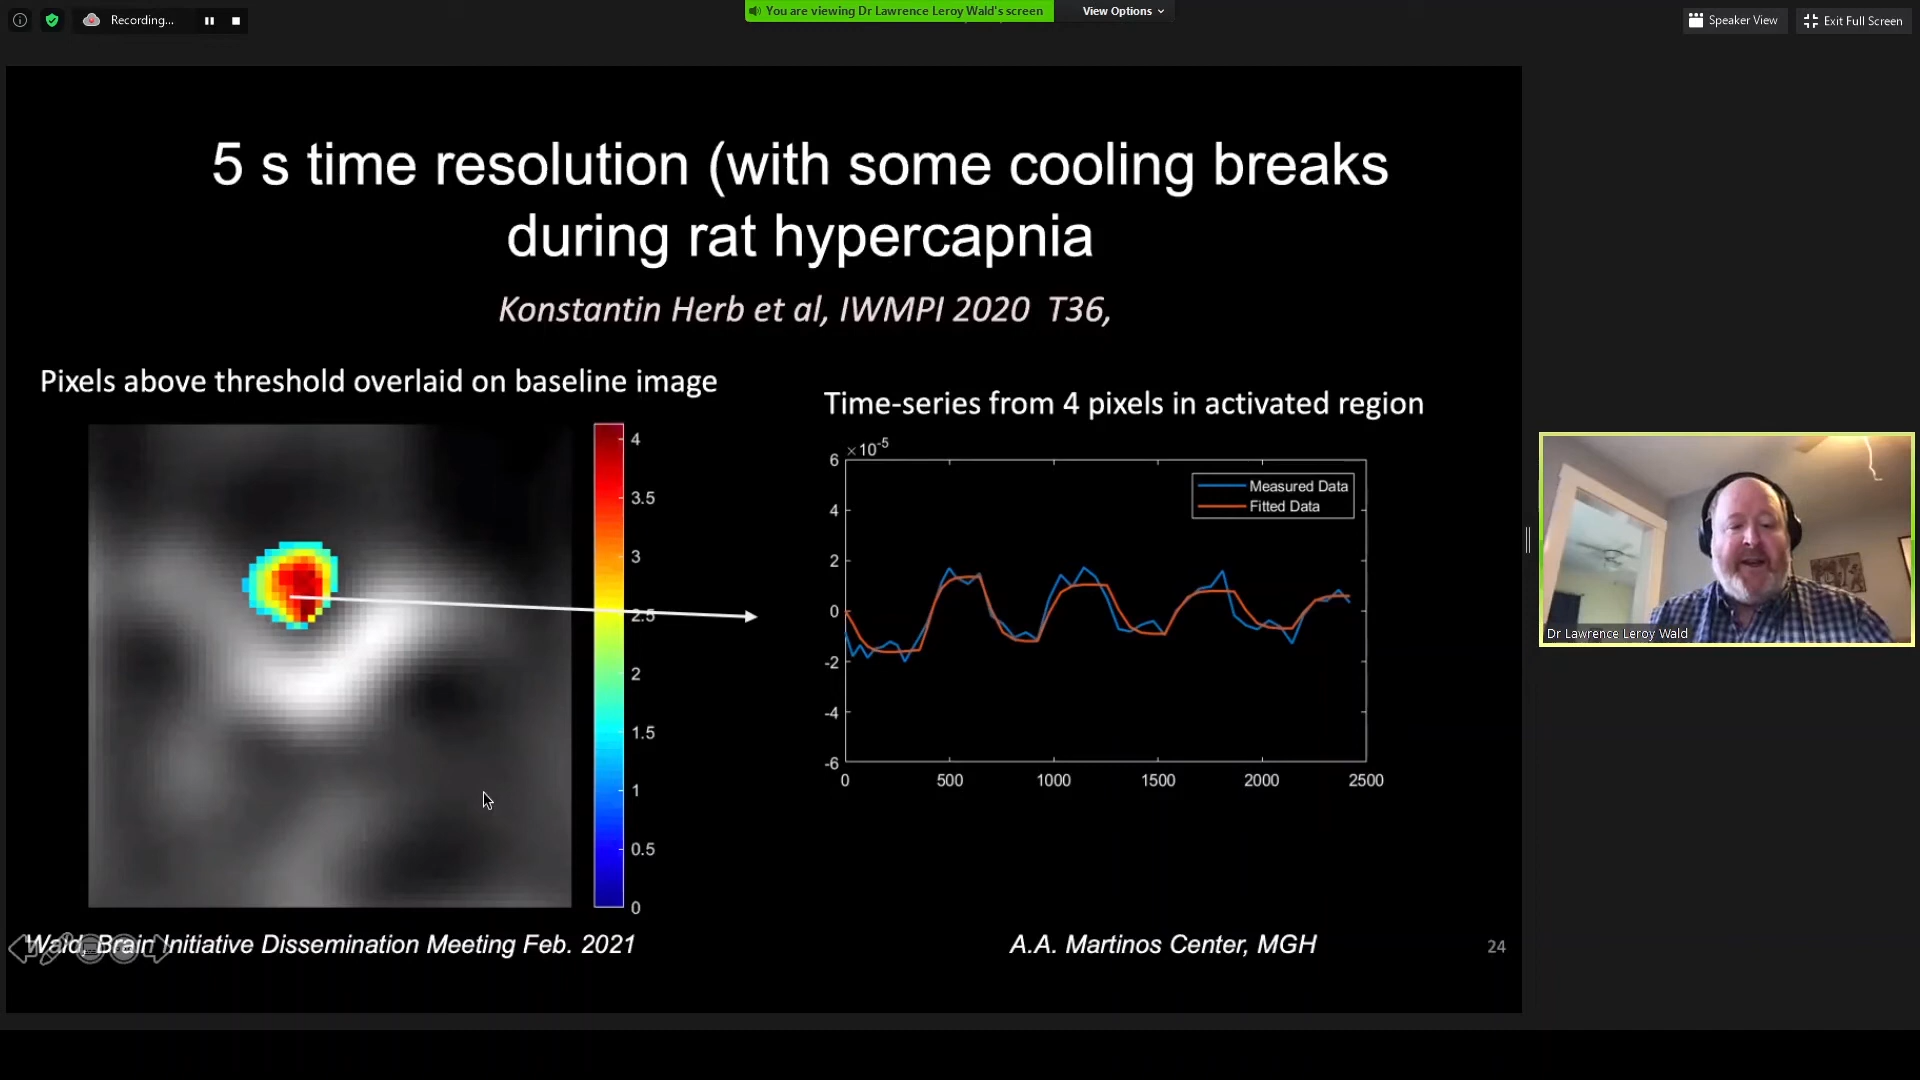 Recording...
You are viewing Dr Lawrence Leroy Wald's screen
View Options
Speaker View
Exit Full Screen
5 s time resolution (with some cooling breaks
during rat hypercapnia
Konstantin Herb et al, IWMPI 2020 T36,
Pixels above threshold overlaid on baseline image
4
3.5
3
2.5
2
1.5
1
0.5
0
Time-series from 4 pixels in activated region
×10-5
6
4
2
0
-2
-4
-6
Measured Data
Fitted Data
0 500 1000 1500 2000 2500
Dr Lawrence Leroy Wald
Wald, Brain Initiative Dissemination Meeting Feb. 2021
A.A. Martinos Center, MGH
24